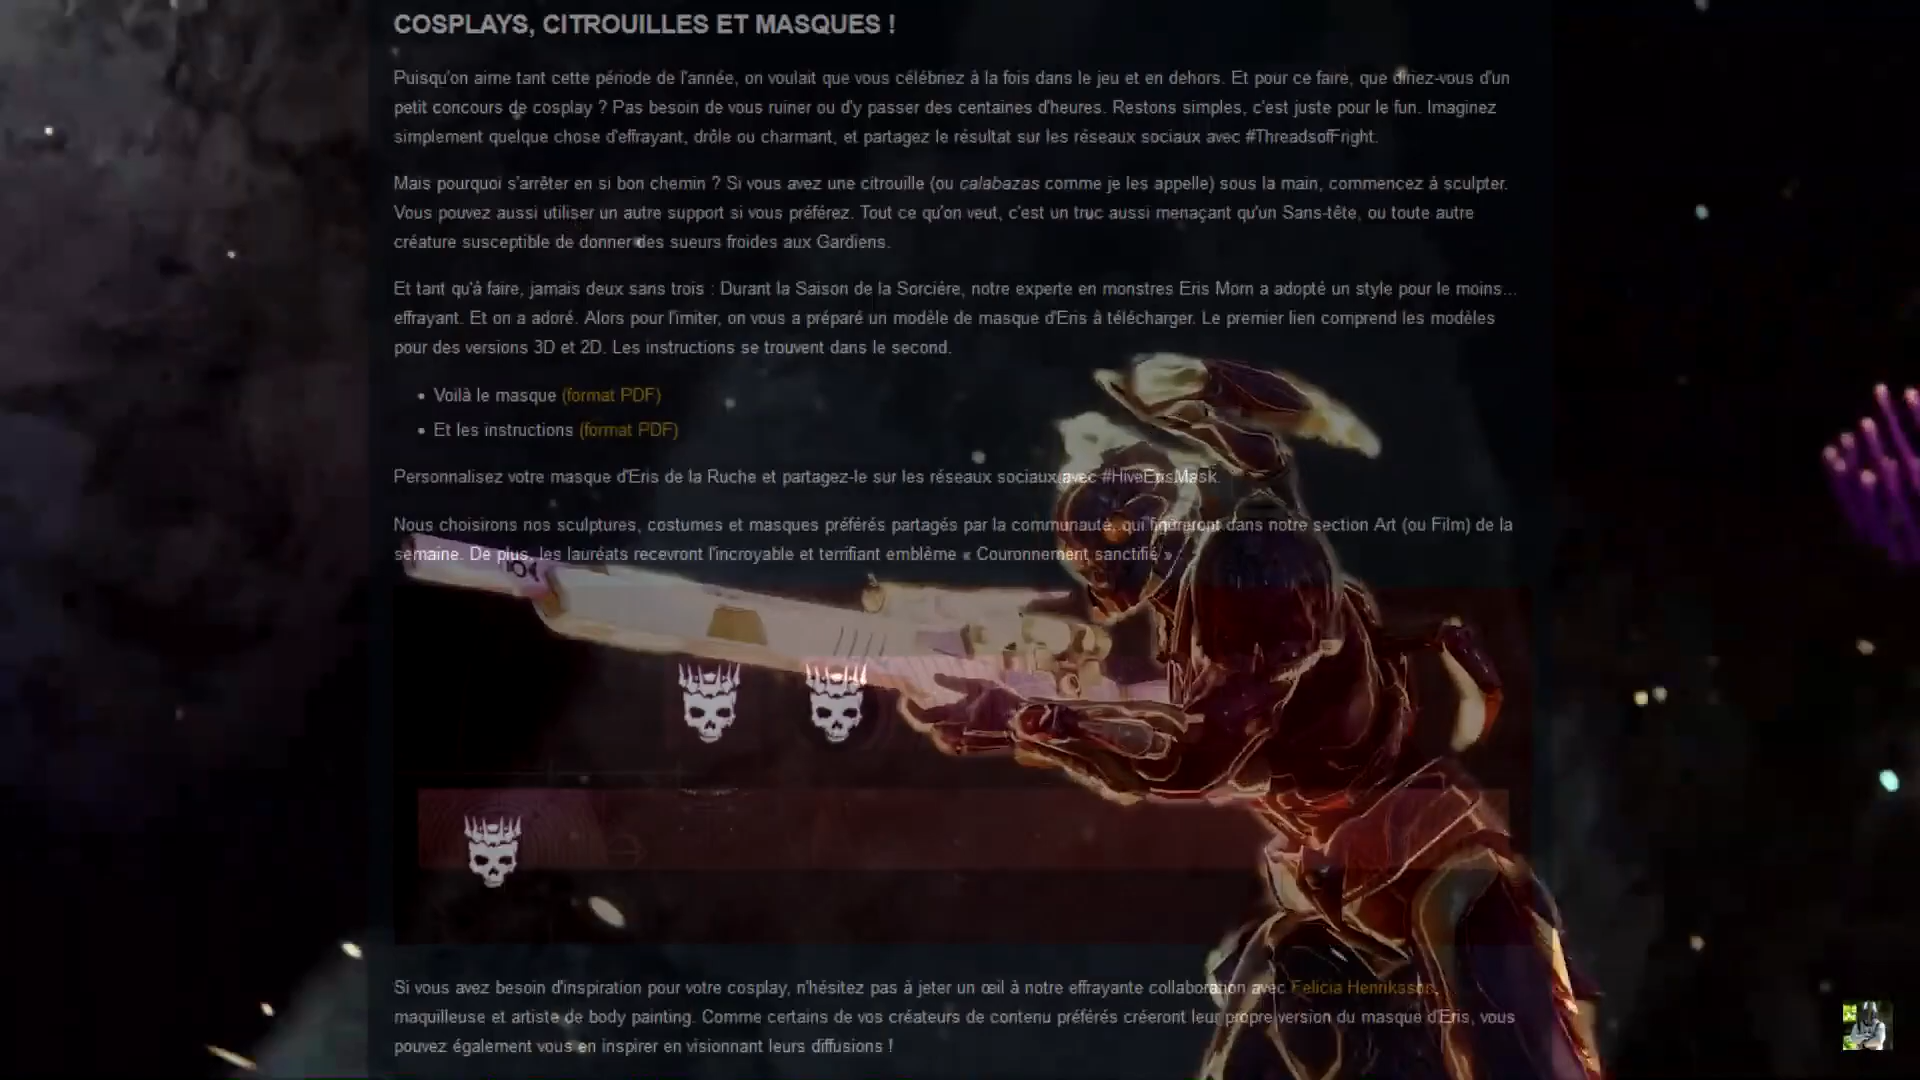 COSPLAYS, CITROUILLES ET MASQUES !
Puisqu'on aime tant cette période de l'année, on voulait que vous célébriez à la fois dans le jeu et en dehors. Et pour ce faire, que diriez-vous d'un
petit concours de cosplay ? Pas besoin de vous ruiner ou d'y passer des centaines d'heures. Restons simples, c'est juste pour le fun. Imaginez
simplement quelque chose d'effrayant, drôle ou charmant, et partagez le résultat sur les réseaux sociaux avec #ThreadsofFright.
Mais pourquoi s'arrêter en si bon chemin ? Si vous avez une citrouille (ou calabazas comme je les appelle) sous la main, commencez à sculpter.
Vous pouvez aussi utiliser un autre support si vous préférez. Tout ce qu'on veut, c'est un truc aussi menaçant qu'un Sans-tête, ou toute autre
créature susceptible de donner des sueurs froides aux Gardiens.
Et tant qu'à faire, jamais deux sans trois : Durant la Saison de la Sorcière, notre experte en monstres Eris Morn a adopté un style pour le moins...
effrayant. Et on a adoré. Alors pour l'imiter, on vous a préparé un modèle de masque d'Eris à télécharger. Le premier lien comprend les modèles
pour des versions 3D et 2D. Les instructions se trouvent dans le second.
• Voilà le masque (format PDF)
• Et les instructions (format PDF)
Personnalisez votre masque d'Eris de la Ruche et partagez-le sur les réseaux sociaux avec #HiveErisMask.
Nous choisirons nos sculptures, costumes et masques préférés partagés par la communauté, qui figureront dans notre section Art (ou Film) de la
semaine. De plus, les lauréats recevront l'incroyable et terrifiant emblème « Couronnement sanctifié ».
Si vous avez besoin d'inspiration pour votre cosplay, n'hésitez pas à jeter un œil à notre effrayante collaboration avec Felicia Henriksson,
maquilleuse et artiste de body painting. Comme certains de vos créateurs de contenu préférés créeront leur propre version du masque d'Eris, vous
pouvez également vous en inspirer en visionnant leurs diffusions !